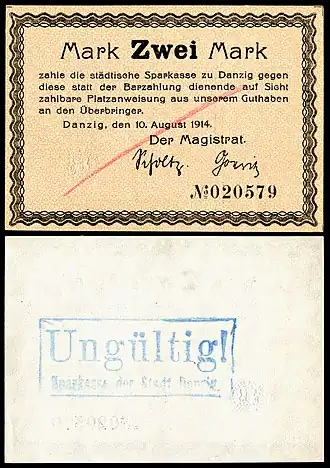 Mark Zwei Mark
zahle die städtische Sparkasse zu Danzig gegen
diese statt der Barzahlung dienende auf Sicht
zahlbare Platzanweisung aus unserem Guthaben
an den Überbringer.
Danzig, den 10. August 1914.
Der Magistrat.
Scholtz.
№020579
Ungültig!
Sparkasse der Stadt Danzig